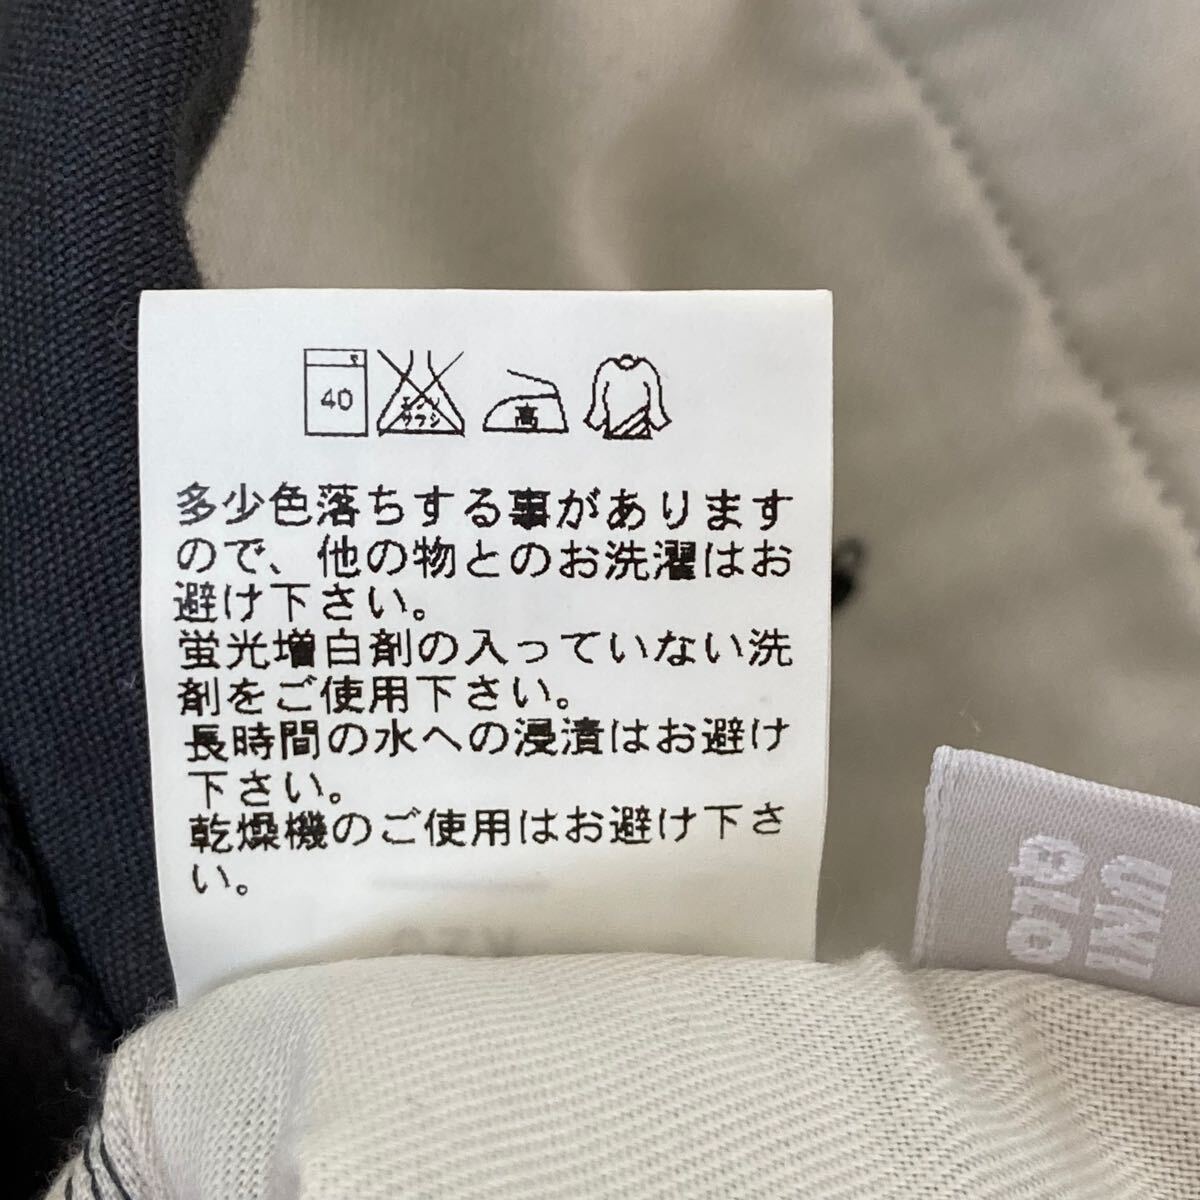 40
エンソ
サラシ
高
多少色落ちする事があります
ので、他の物とのお洗濯はお
避け下さい。
蛍光増白剤の入っていない洗
剤をご使用下さい。
長時間の水への浸漬はお避け
下さい。
乾燥機のご使用はお避け下さ
い。